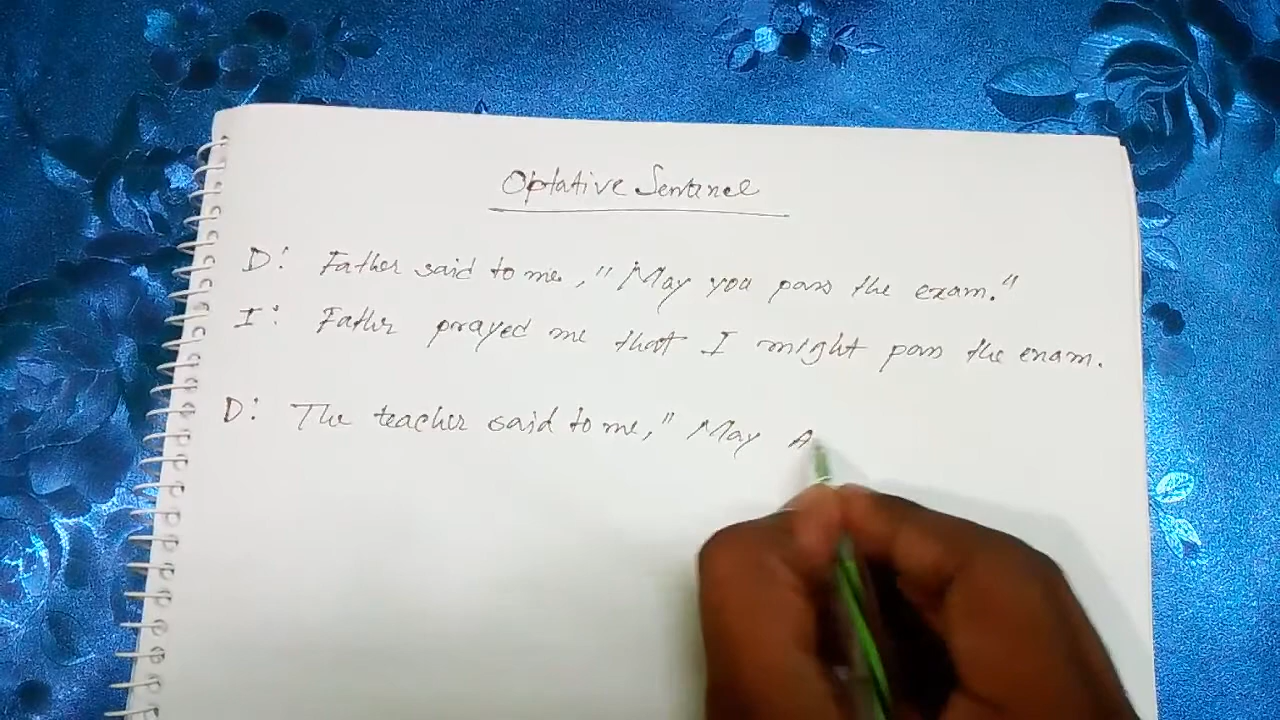 Optative Sentence
D: Father said to me, "May you pass the exam."
I: Father prayed me that I might pass the exam.
D: The teacher said to me, "May A